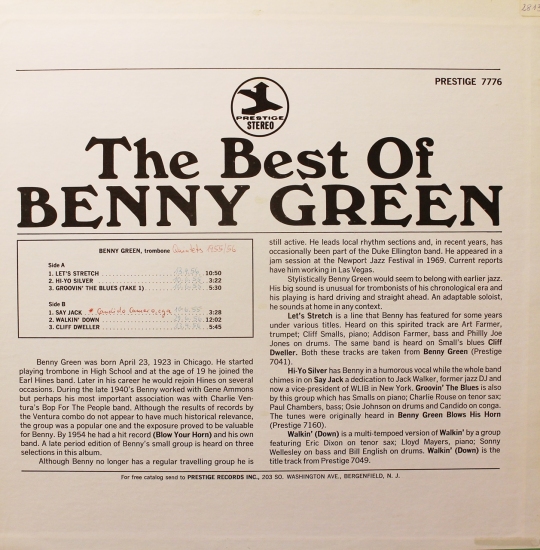 2815
PRESTIGE 7776
PRESTIGE
STEREO
The Best Of
BENNY GREEN
BENNY GREEN, trombone
Side A
1. LET'S STRETCH 10:50
2. HI-YO SILVER 3:22
3. GROOVIN' THE BLUES (TAKE 1) 5:30
Side B
1. SAY JACK 3:28
2. WALKIN' DOWN 12:02
3. CLIFF DWELLER 5:45
Benny Green was born April 23, 1923 in Chicago. He started
playing trombone in High School and at the age of 19 he joined the
Earl Hines band. Later in his career he would rejoin Hines on several
occasions. During the late 1940's Benny worked with Gene Ammons
but perhaps his most important association was with Charlie Ven-
tura's Bop For The People band. Although the results of records by
the Ventura combo do not appear to have much historical relevance,
the group was a popular one and the exposure proved to be valuable
for Benny. By 1954 he had a hit record (Blow Your Horn) and his own
band. A late period edition of Benny's small group is heard on three
selections in this album.
Although Benny no longer has a regular travelling group he is
still active. He leads local rhythm sections and, in recent years, has
occasionally been part of the Duke Ellington band. He appeared in a
jam session at the Newport Jazz Festival in 1969. Current reports
have him working in Las Vegas.
Stylistically Benny Green would seem to belong with earlier jazz.
His big sound is unusual for trombonists of his chronological era and
his playing is hard driving and straight ahead. An adaptable soloist,
he sounds at home in any context.
Let's Stretch is a line that Benny has featured for some years
under various titles. Heard on this spirited track are Art Farmer,
trumpet; Cliff Smalls, piano; Addison Farmer, bass and Philly Joe
Jones on drums. The same band is heard on Small's blues Cliff
Dweller. Both these tracks are taken from Benny Green (Prestige
7041).
Hi-Yo Silver has Benny in a humorous vocal while the whole band
chimes in on Say Jack a dedication to Jack Walker, former jazz DJ and
now a vice-president of WLIB in New York. Groovin' The Blues is also
by this group which has Smalls on piano; Charlie Rouse on tenor sax;
Paul Chambers, bass; Osie Johnson on drums and Candido on conga.
The tunes were originally heard in Benny Green Blows His Horn
(Prestige 7160).
Walkin' (Down) is a multi-tempoed version of Walkin' by a group
featuring Eric Dixon on tenor sax; Lloyd Mayers, piano; Sonny
Wellesley on bass and Bill English on drums. Walkin' (Down) is the
title track from Prestige 7049.
For free catalog send to PRESTIGE RECORDS INC., 203 SO. WASHINGTON AVE., BERGENFIELD, N. J.